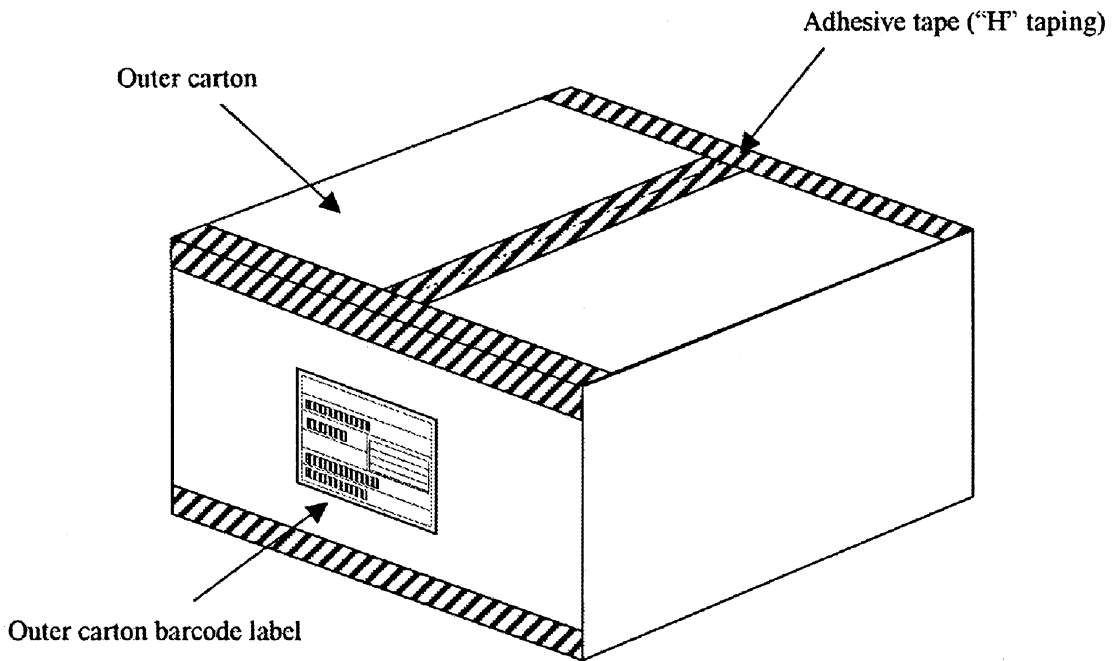 Adhesive tape (“H” taping)
Outer carton
Outer carton barcode label